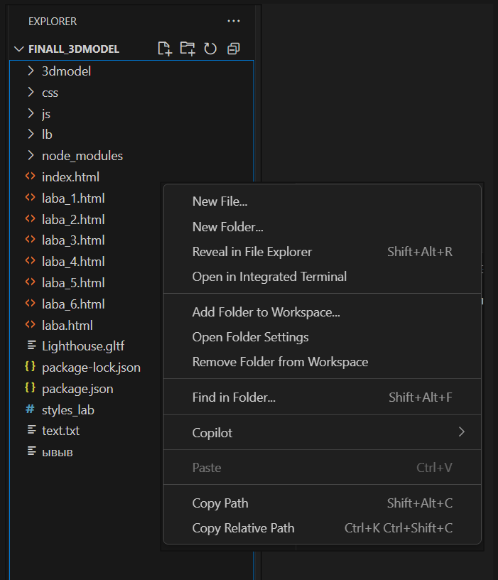 EXPLORER
FINALL_3DMODEL
3dmodel
css
js
lb
node_modules
index.html
laba_1.html
laba_2.html
laba_3.html
laba_4.html
laba_5.html
laba_6.html
laba.html
Lighthouse.gltf
package-lock.json
package.json
styles_lab
text.txt
ывыв
New File...
New Folder...
Reveal in File Explorer Shift+Alt+R
Open in Integrated Terminal
Add Folder to Workspace...
Open Folder Settings
Remove Folder from Workspace
Find in Folder... Shift+Alt+F
Copilot
Paste Ctrl+V
Copy Path Shift+Alt+C
Copy Relative Path Ctrl+K Ctrl+Shift+C